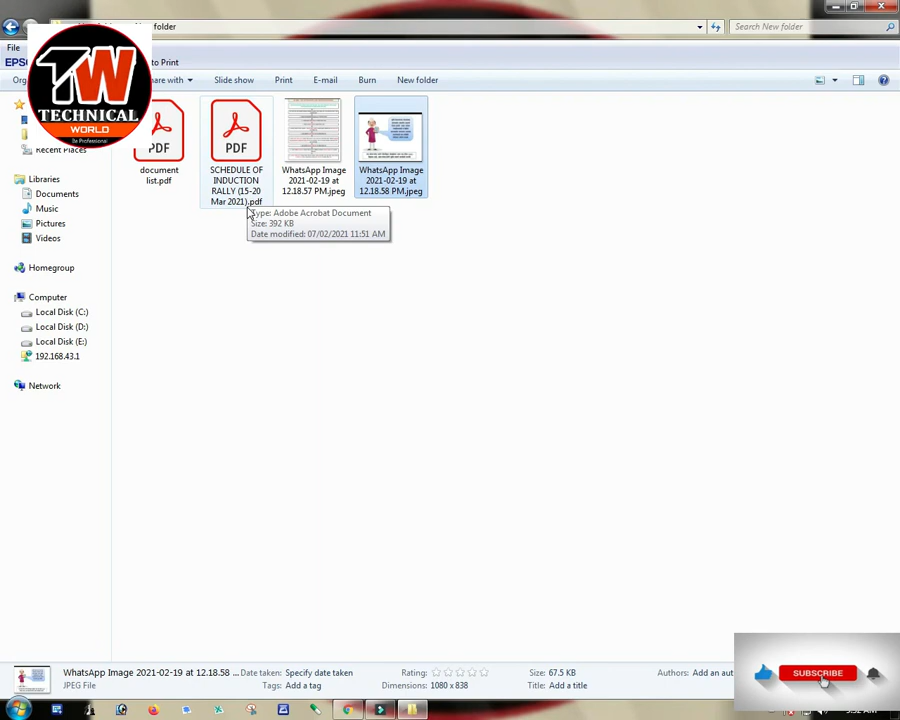 folder
Search New folder
File
EPS
to Print
Org
are with
Slide show
Print
E-mail
Burn
New folder
TW
TECHNICAL
WORLD
Be Professional
Recent Places
Libraries
Documents
Music
Pictures
Videos
Homegroup
Computer
Local Disk (C:)
Local Disk (D:)
Local Disk (E:)
192.168.43.1
Network
PDF
document
list.pdf
PDF
SCHEDULE OF
INDUCTION
RALLY (15-20
Mar 2021).pdf
WhatsApp Image
2021-02-19 at
12.18.57 PM.jpeg
WhatsApp Image
2021-02-19 at
12.18.58 PM.jpeg
Type: Adobe Acrobat Document
Size: 392 KB
Date modified: 07/02/2021 11:51 AM
WhatsApp Image 2021-02-19 at 12.18.58 ...
JPEG File
Date taken: Specify date taken
Tags: Add a tag
Rating:
Dimensions: 1080 x 838
Size: 67.5 KB
Title: Add a title
Authors: Add an aut
SUBSCRIBE